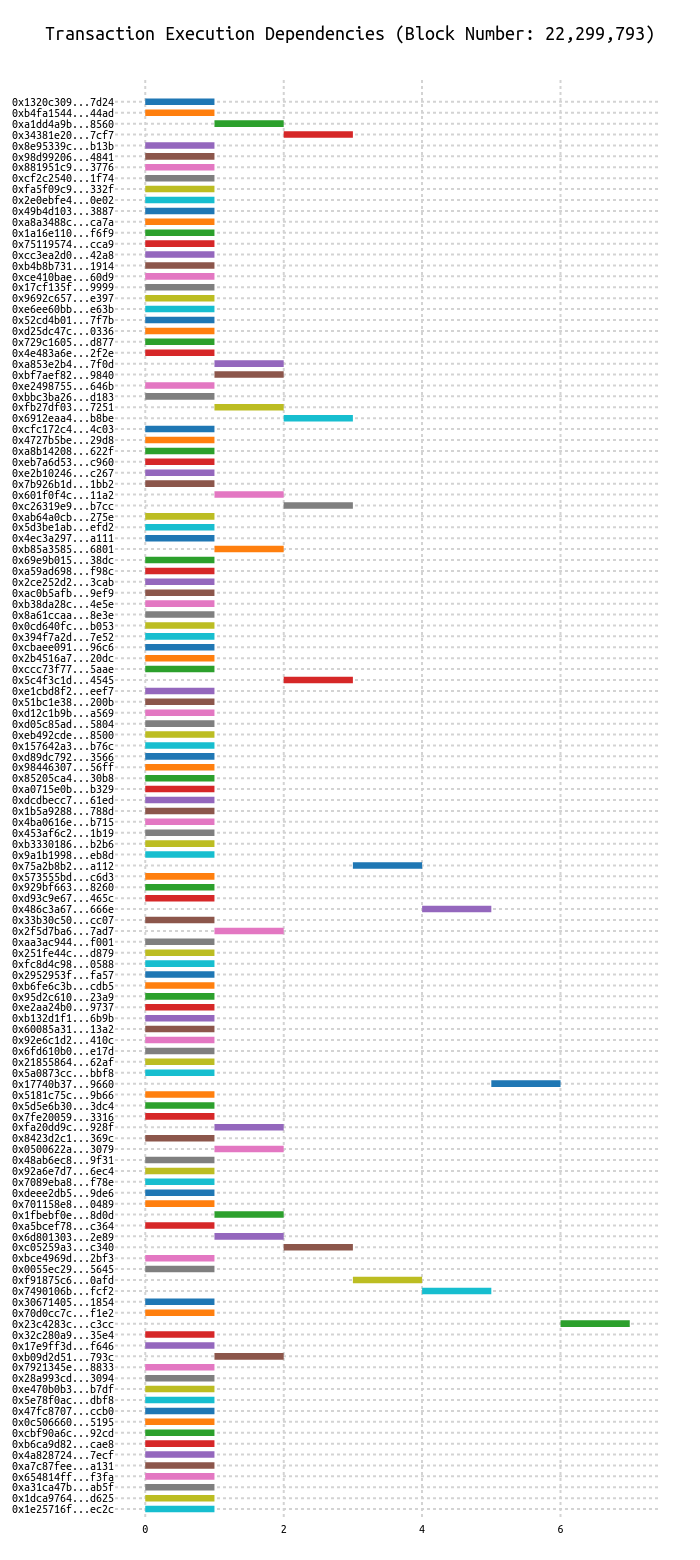 Transaction Execution Dependencies (Block Number: 22,299,793)
0x1320c309...7d24
0xb4fa1544...44ad
0xa1dd4a9b...8560
0x34381e20...7cf7
0x8e95339c...b13b
0x98d99206...4841
0x881951c9...3776
0xcf2c2540...1f74
0xfa5f09c9...332f
0x2e0ebfe4...0e02
0x49b4d103...3887
0xa8a3488c...ca7a
0x1a16e110...f6f9
0x75119574...cca9
0xcc3ea2d0...42a8
0xb4b8b731...1914
0xce410bae...60d9
0x17cf135f...9999
0x9692c657...e397
0xe6ee60bb...e63b
0x52cd4b01...7f7b
0xd25dc47c...0336
0x729c1605...d877
0x4e483a6e...2f2e
0xa853e2b4...7f0d
0xbf7aef82...9840
0xe2498755...646b
0xbbc3ba26...d183
0xfb27df03...7251
0x6912eaa4...b8be
0xcfc172c4...4c03
0x4727b5be...29d8
0xa8b14208...622f
0xeb7a6d53...c960
0xe2b10246...c267
0x7b926b1d...1bb2
0x601f0f4c...11a2
0xc26319e9...b7cc
0xab64a0cb...275e
0x5d3be1ab...efd2
0x4ec3a297...a111
0xb85a3585...6801
0x69e9b015...38dc
0xa59ad698...f98c
0x2ce252d2...3cab
0xac0b5afb...9ef9
0xb38da28c...4e5e
0x8a61ccaa...8e3e
0x0cd640fc...b053
0x394f7a2d...7e52
0xcbaee091...96c6
0x2b4516a7...20dc
0xccc73f77...5aae
0x5c4f3c1d...4545
0xe1cbd8f2...eef7
0x51bc1e38...200b
0xd12c1b9b...a569
0xd05c85ad...5804
0xeb492cde...8500
0x157642a3...b76c
0xd89dc792...3566
0x98446307...56ff
0x85205ca4...30b8
0xa0715e0b...b329
0xdcdbecc7...61ed
0x1b5a9288...788d
0x4ba0616e...b715
0x453af6c2...1b19
0xb3330186...b2b6
0x9a1b1998...eb8d
0x75a2b8b2...a112
0x573555bd...c6d3
0x929bf663...8260
0xd93c9e67...465c
0x486c3a67...666e
0x33b30c50...cc07
0x2f5d7ba6...7ad7
0xaa3ac944...f001
0x251fe44c...d879
0xfc8d4c98...0588
0x2952953f...fa57
0xb6fe6c3b...cdb5
0x95d2c610...23a9
0xe2aa24b0...9737
0xb132d1f1...6b9b
0x60085a31...13a2
0x92e6c1d2...410c
0x6fd610b0...e17d
0x21855864...62af
0x5a0873cc...bbf8
0x17740b37...9660
0x5181c75c...9b66
0x5d5e6b30...3dc4
0x7fe20059...3316
0xfa20dd9c...928f
0x8423d2c1...369c
0x0500622a...3079
0x48ab6ec8...9f31
0x92a6e7d7...6ec4
0x7089eba8...f78e
0xdeee2db5...9de6
0x701158e8...0489
0x1fbebf0e...8d0d
0xa5bcef78...c364
0x6d801303...2e89
0xc05259a3...c340
0xbce4969d...2bf3
0x0055ec29...5645
0xf91875c6...0afd
0x7490106b...fcf2
0x30671405...1854
0x70d0cc7c...f1e2
0x23c4283c...c3cc
0x32c280a9...35e4
0x17e9ff3d...f646
0xb09d2d51...793c
0x7921345e...8833
0x28a993cd...3094
0xe470b0b3...b7df
0x5e78f0ac...dbf8
0x47fc8707...ccb0
0x0c506660...5195
0xcbf90a6c...92cd
0xb6ca9d82...cae8
0x4a828724...7ecf
0xa7c87fee...a131
0x654814ff...f3fa
0xa31ca47b...ab5f
0x1dca9764...d625
0x1e25716f...ec2c
0 2 4 6